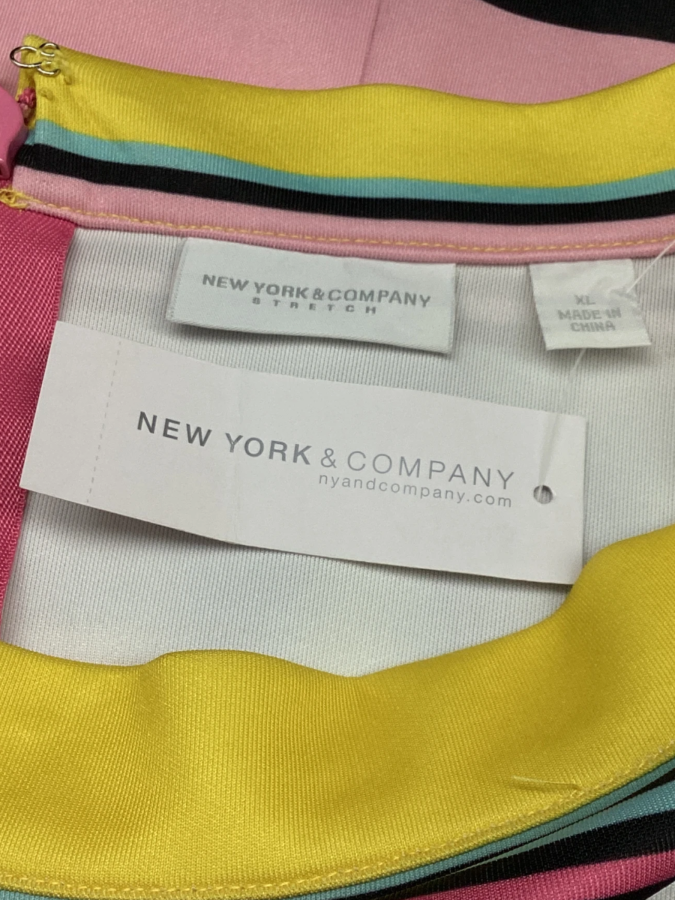 NEW YORK & COMPANY
STRETCH
XL
MADE IN
CHINA
NEW YORK & COMPANY
nyandcompany.com